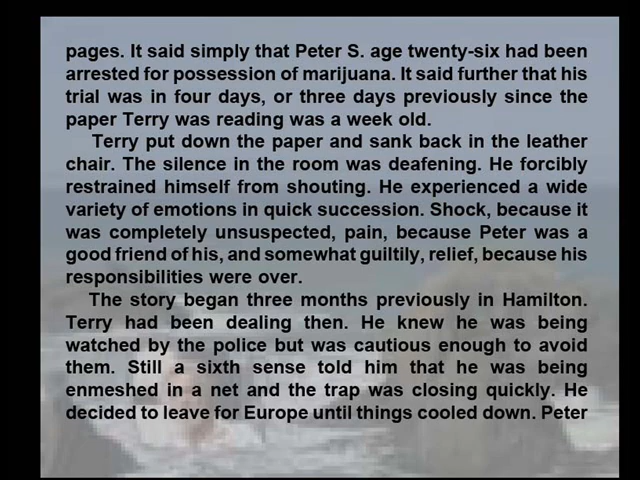 pages. It said simply that Peter S. age twenty-six had been
arrested for possession of marijuana. It said further that his
trial was in four days, or three days previously since the
paper Terry was reading was a week old.
Terry put down the paper and sank back in the leather
chair. The silence in the room was deafening. He forcibly
restrained himself from shouting. He experienced a wide
variety of emotions in quick succession. Shock, because it
was completely unsuspected, pain, because Peter was a
good friend of his, and somewhat guiltily, relief, because his
responsibilities were over.
The story began three months previously in Hamilton.
Terry had been dealing then. He knew he was being
watched by the police but was cautious enough to avoid
them. Still a sixth sense told him that he was being
enmeshed in a net and the trap was closing quickly. He
decided to leave for Europe until things cooled down. Peter